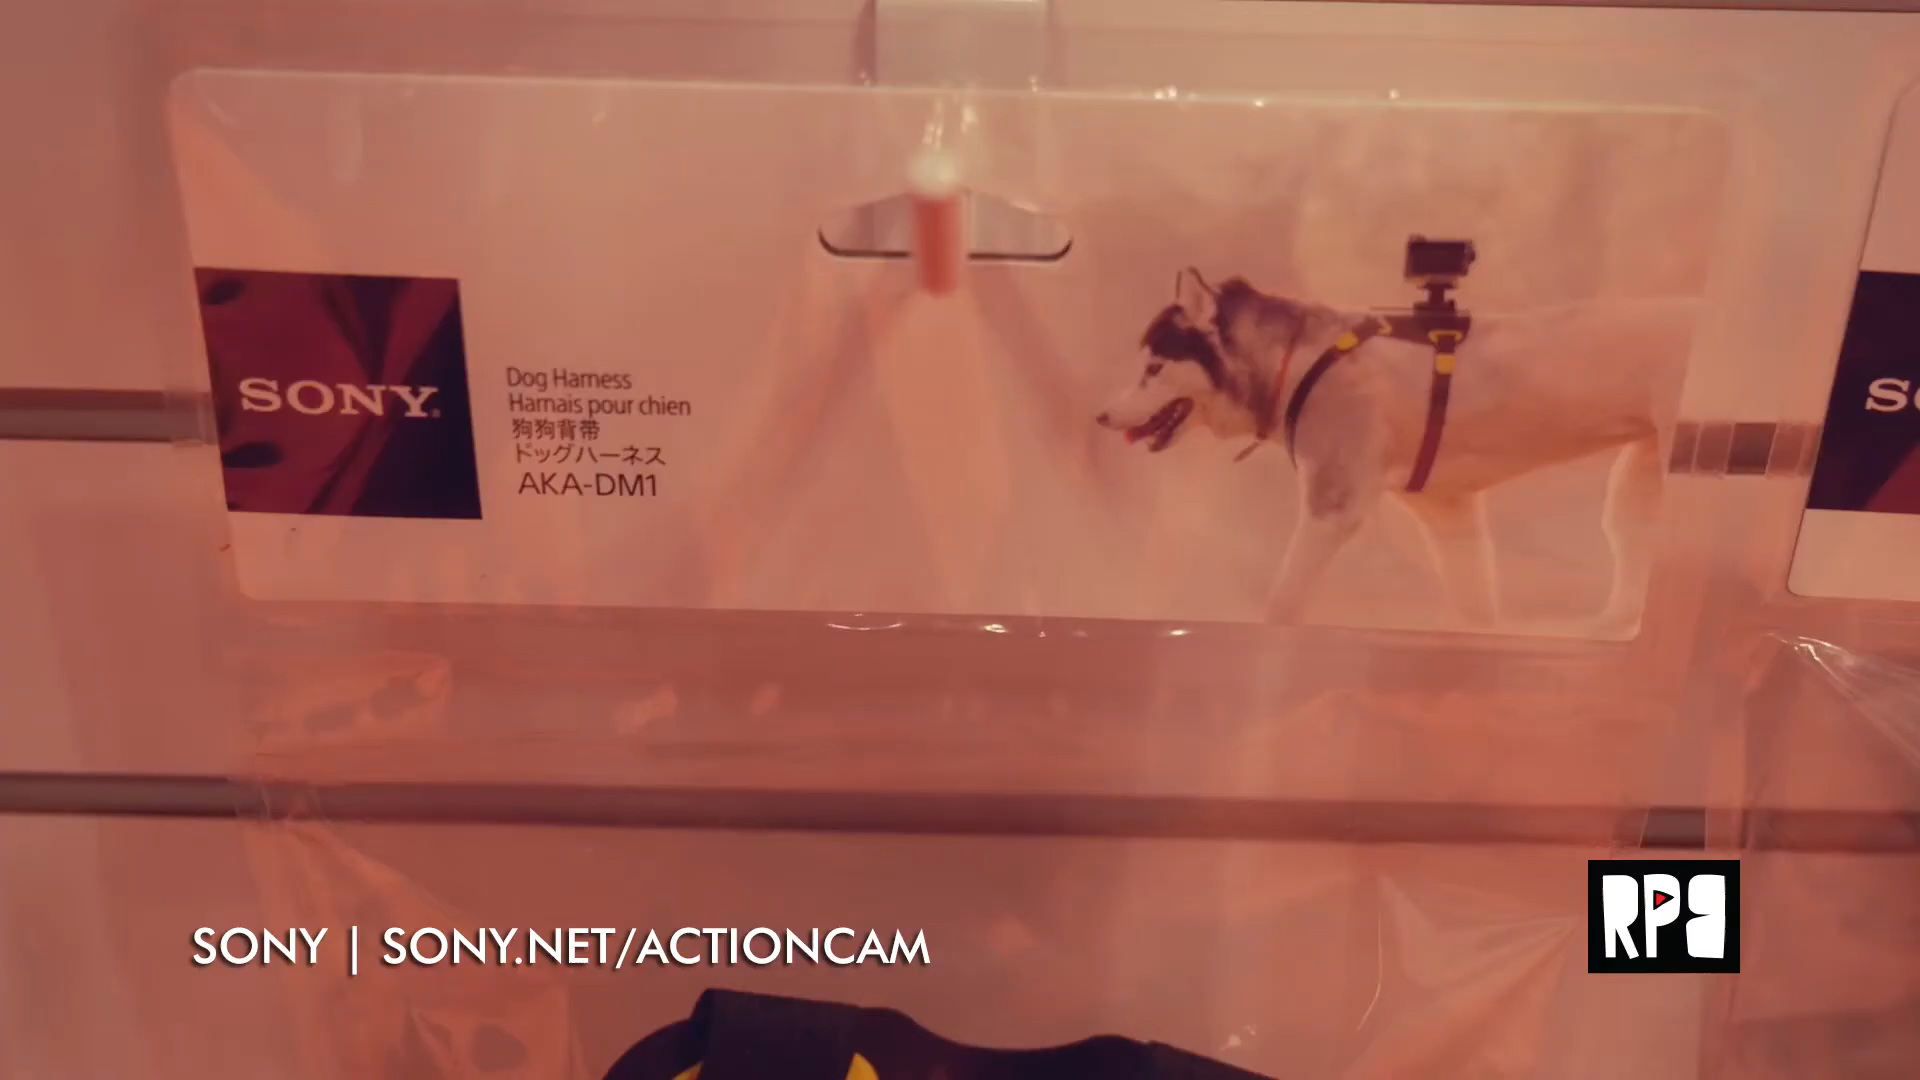 SONY
Dog Harness
Harnais pour chien
狗狗背带
ドッグハーネス
AKA-DM1
SONY | SONY.NET/ACTIONCAM
RPB